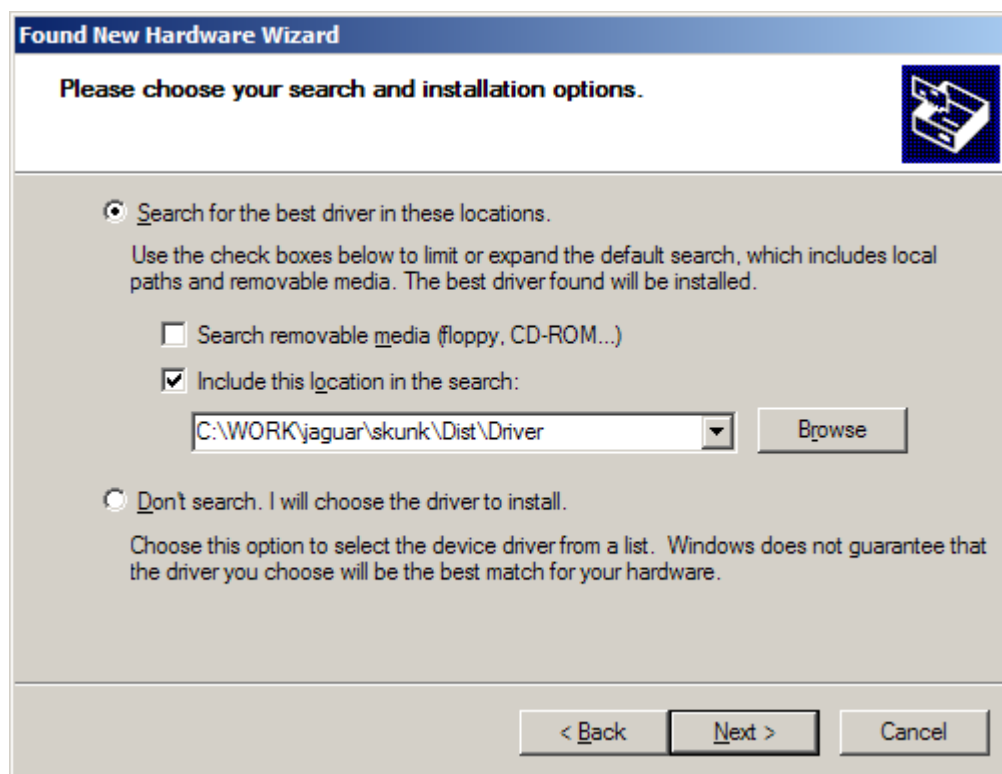 Found New Hardware Wizard
Please choose your search and installation options.
Search for the best driver in these locations.
Use the check boxes below to limit or expand the default search, which includes local
paths and removable media. The best driver found will be installed.
Search removable media (floppy, CD-ROM...)
Include this location in the search:
C:\WORK\jaguar\skunk\Dist\Driver
Browse
Don't search. I will choose the driver to install.
Choose this option to select the device driver from a list.  Windows does not guarantee that
the driver you choose will be the best match for your hardware.
< Back
Next >
Cancel